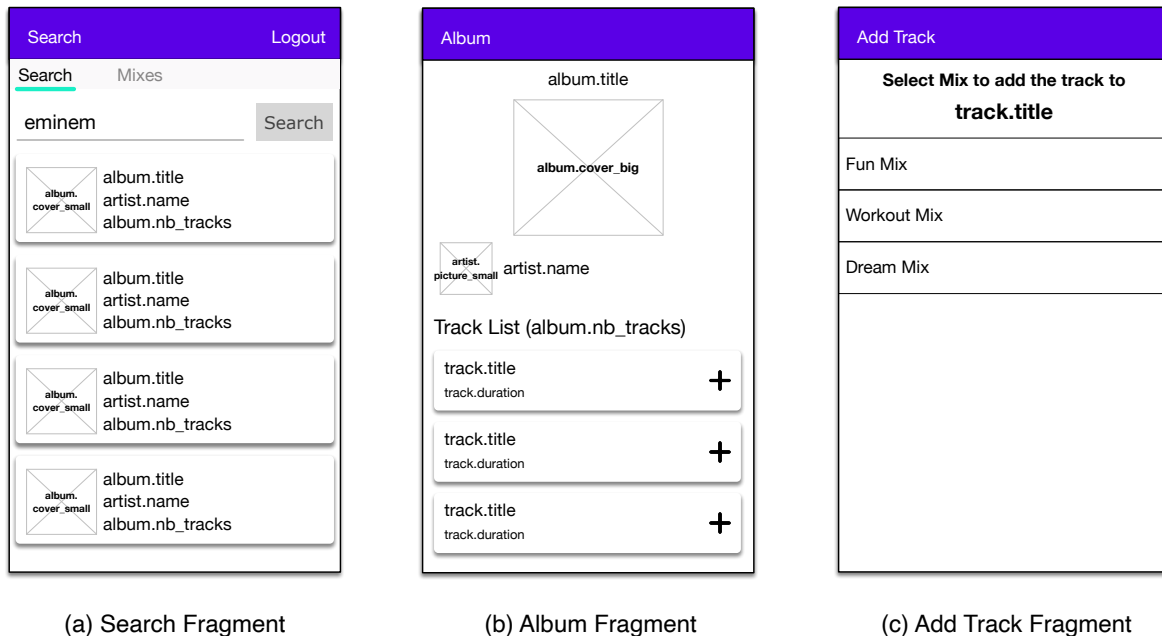 Search Logout
Search Mixes
eminem Search
album.
cover_small
album.title
artist.name
album.nb_tracks
album.
cover_small
album.title
artist.name
album.nb_tracks
album.
cover_small
album.title
artist.name
album.nb_tracks
album.
cover_small
album.title
artist.name
album.nb_tracks
(a) Search Fragment
Album
album.title
album.cover_big
artist.
picture_small
artist.name
Track List (album.nb_tracks)
track.title
track.duration
track.title
track.duration
track.title
track.duration
(b) Album Fragment
Add Track
Select Mix to add the track to
track.title
Fun Mix
Workout Mix
Dream Mix
(c) Add Track Fragment